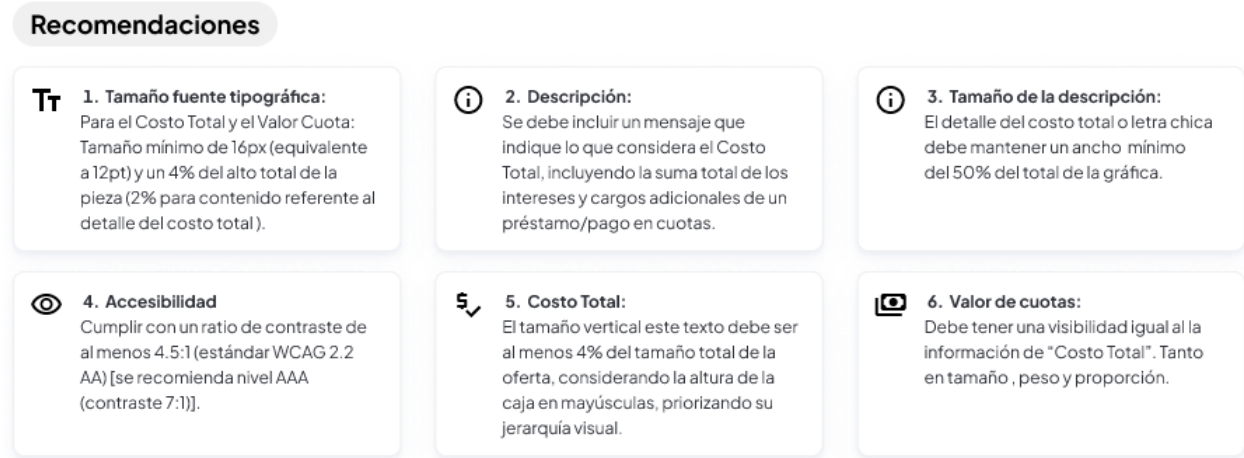 Recomendaciones
1. Tamaño fuente tipográfica:
Para el Costo Total y el Valor Cuota:
Tamaño mínimo de 16px (equivalente
a 12pt) y un 4% del alto total de la
pieza (2% para contenido referente al
detalle del costo total ).
2. Descripción:
Se debe incluir un mensaje que
indique lo que considera el Costo
Total, incluyendo la suma total de los
intereses y cargos adicionales de un
préstamo/pago en cuotas.
3. Tamaño de la descripción:
El detalle del costo total o letra chica
debe mantener un ancho mínimo
del 50% del total de la gráfica.
4. Accesibilidad
Cumplir con un ratio de contraste de
al menos 4.5:1 (estándar WCAG 2.2
AA) [se recomienda nivel AAA
(contraste 7:1)].
5. Costo Total:
El tamaño vertical este texto debe ser
al menos 4% del tamaño total de la
oferta, considerando la altura de la
caja en mayúsculas, priorizando su
jerarquía visual.
6. Valor de cuotas:
Debe tener una visibilidad igual al la
información de “Costo Total”. Tanto
en tamaño , peso y proporción.